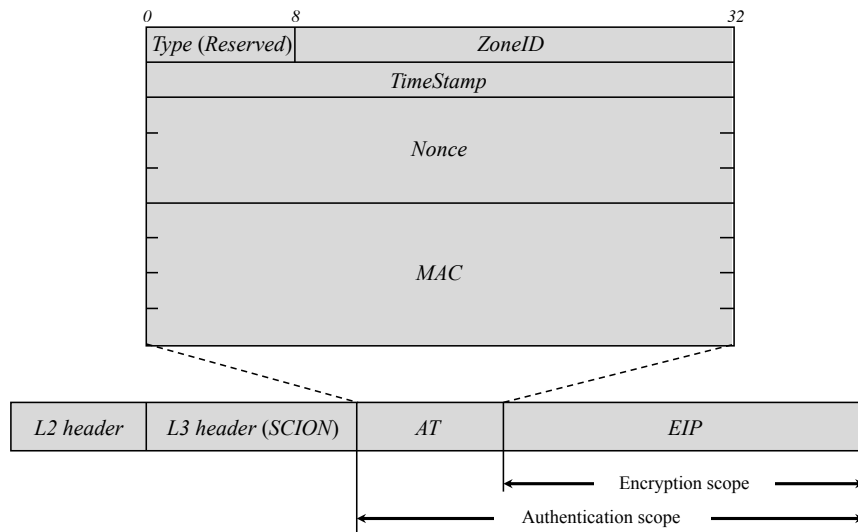 0 8 32
Type (Reserved) ZoneID
TimeStamp
Nonce
MAC
L2 header L3 header (SCION) AT EIP
Encryption scope
Authentication scope